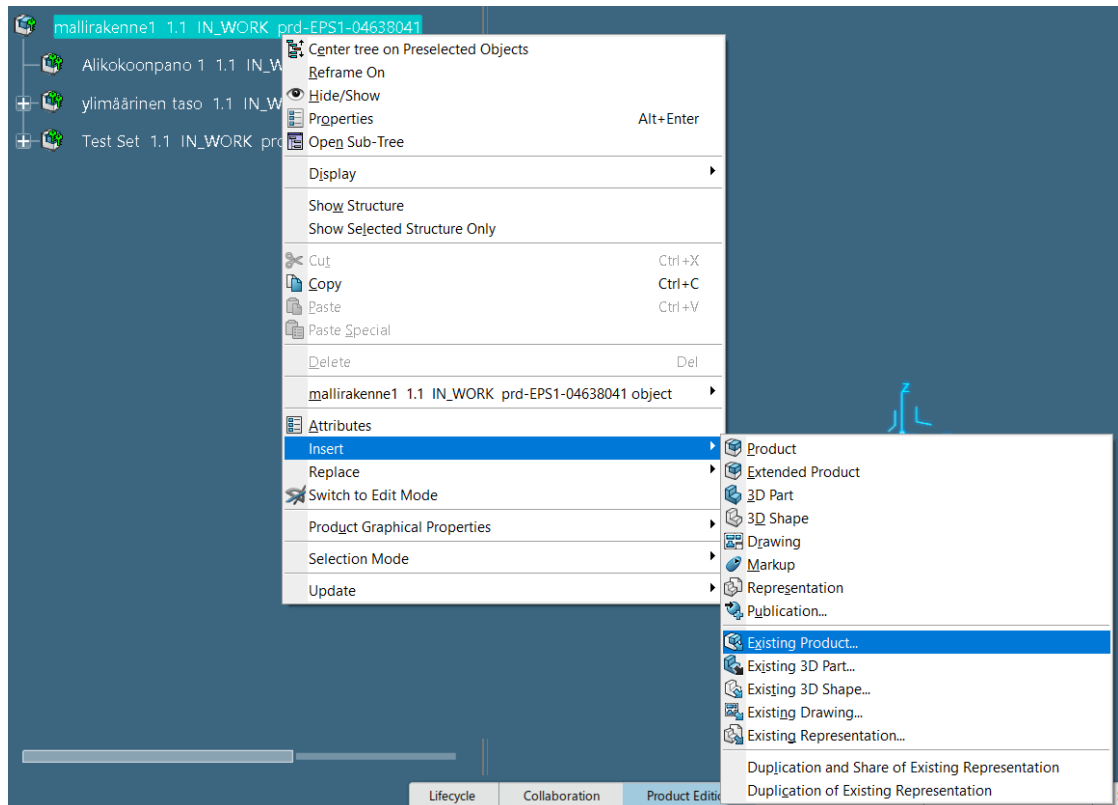 mallirakenne1 1.1 IN_WORK prd-EPS1-04638041
Alikokoonpano 1 1.1 IN_W
ylimäärinen taso 1.1 IN_W
Test Set 1.1 IN_WORK prd
Center tree on Preselected Objects
Reframe On
Hide/Show
Properties Alt+Enter
Open Sub-Tree
Display
Show Structure
Show Selected Structure Only
Cut Ctrl+X
Copy Ctrl+C
Paste Ctrl+V
Paste Special
Delete Del
mallirakenne1 1.1 IN_WORK prd-EPS1-04638041 object
Attributes
Insert
Replace
Switch to Edit Mode
Product Graphical Properties
Selection Mode
Update
z
Product
Extended Product
3D Part
3D Shape
Drawing
Markup
Representation
Publication...
Existing Product...
Existing 3D Part...
Existing 3D Shape...
Existing Drawing...
Existing Representation...
Duplication and Share of Existing Representation
Duplication of Existing Representation
Lifecycle Collaboration Product Editio